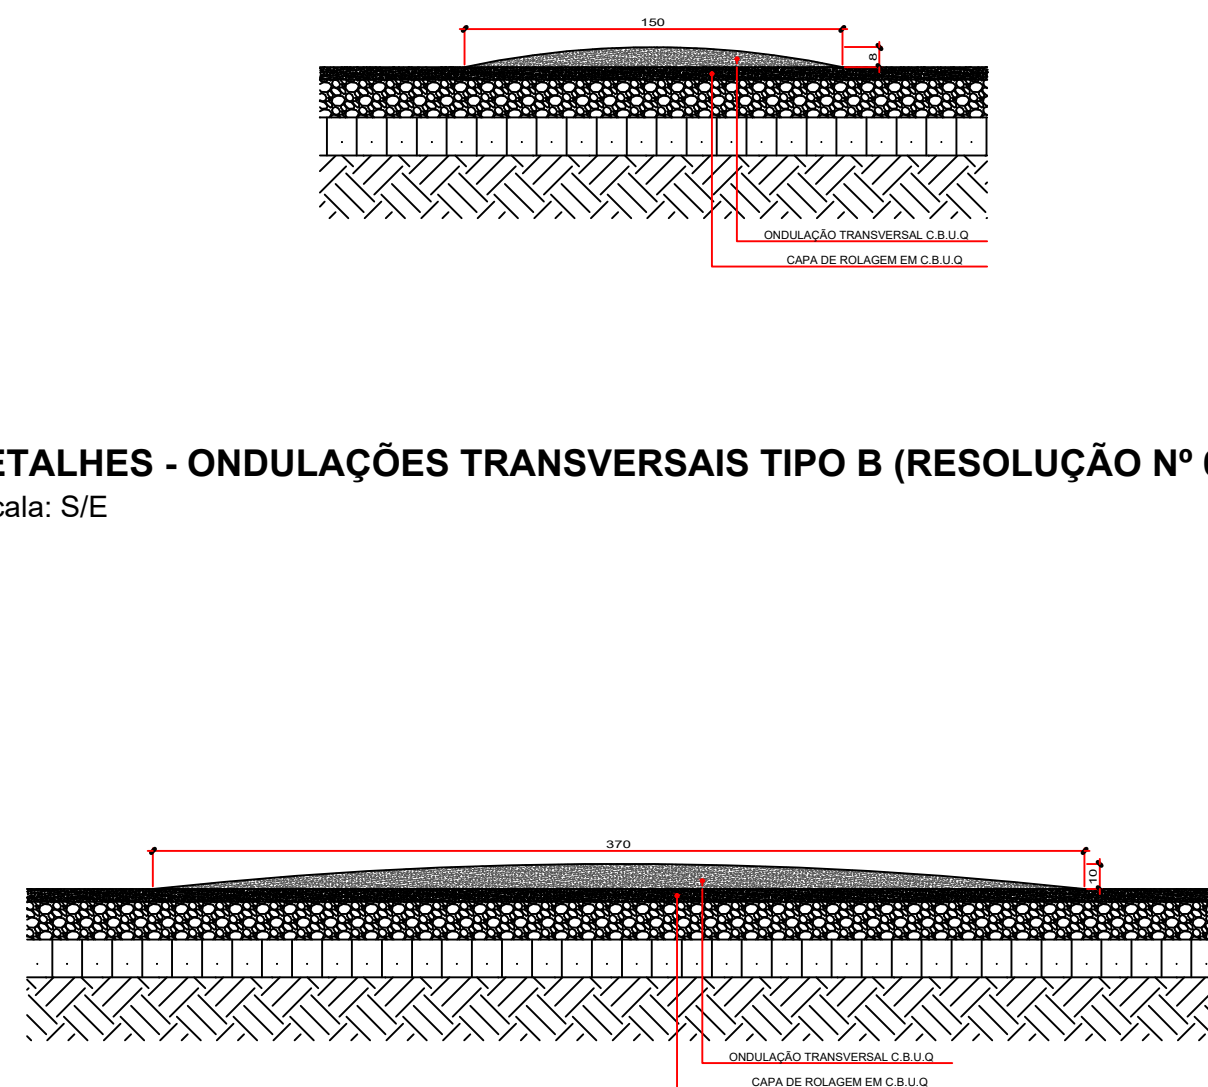 150
8
ONDULAÇÃO TRANSVERSAL C.B.U.Q
CAPA DE ROLAGEM EM C.B.U.Q
ETALHES - ONDULAÇÕES TRANSVERSAIS TIPO B (RESOLUÇÃO Nº
cala: S/E
370
10
ONDULAÇÃO TRANSVERSAL C.B.U.Q
CAPA DE ROLAGEM EM C.B.U.Q